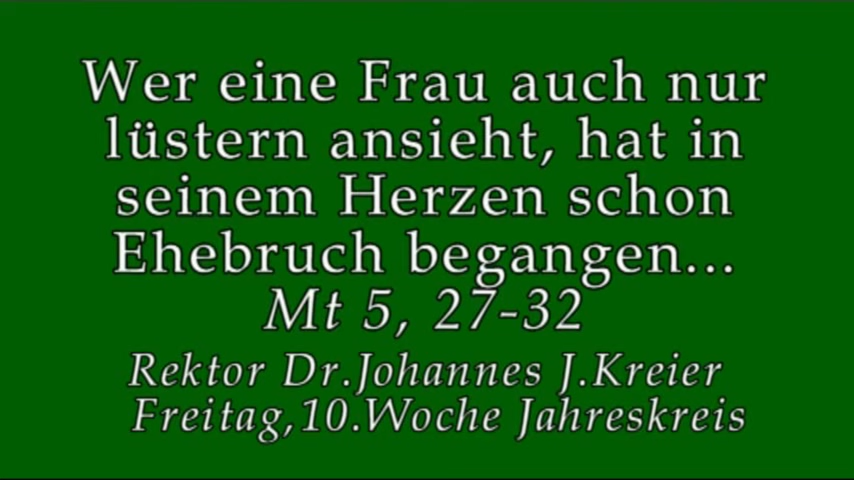 Wer eine Frau auch nur
lüstern ansieht, hat in
seinem Herzen schon
Ehebruch begangen...
Mt 5, 27-32
Rektor Dr.Johannes J.Kreier
Freitag,10.Woche Jahreskreis